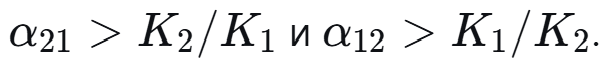 α₂₁ > K₂/K₁ и α₁₂ > K₁/K₂.